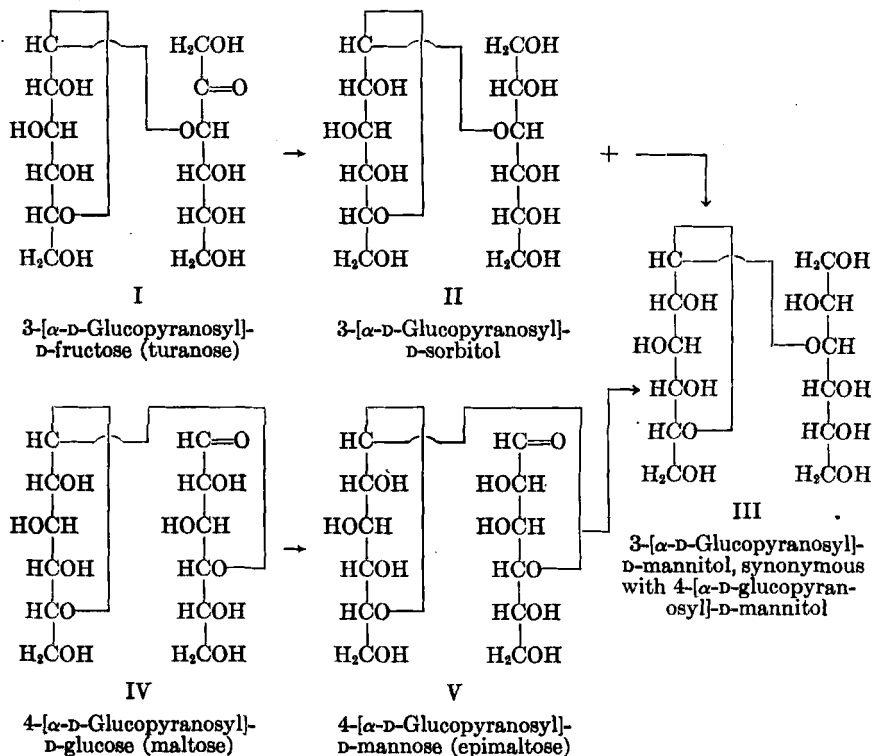 HC H₂COH HC H₂COH
HCOH C=O HCOH HCOH
HOCH OCH HOCH OCH
HCOH HCOH → HCOH HCOH + →
HCO HCOH HCO HCOH
H₂COH H₂COH H₂COH H₂COH
I II
3-[α-D-Glucopyranosyl]-
D-fructose (turanose)
3-[α-D-Glucopyranosyl]-
D-sorbitol
HC H₂COH
HCOH HOCH
HOCH OCH
HCOH HCOH
HCO HCOH
H₂COH H₂COH
III
3-[α-D-Glucopyranosyl]-
D-mannitol, synonymous
with 4-[α-D-glucopyran-
osyl]-D-mannitol
HC HC=O HC HC=O
HCOH HCOH HCOH HOCH
HOCH HOCH HOCH HOCH
HCOH HCO → HCOH HCO
HCO HCOH HCO HCOH
H₂COH H₂COH H₂COH H₂COH
IV V
4-[α-D-Glucopyranosyl]-
D-glucose (maltose)
4-[α-D-Glucopyranosyl]-
D-mannose (epimaltose)